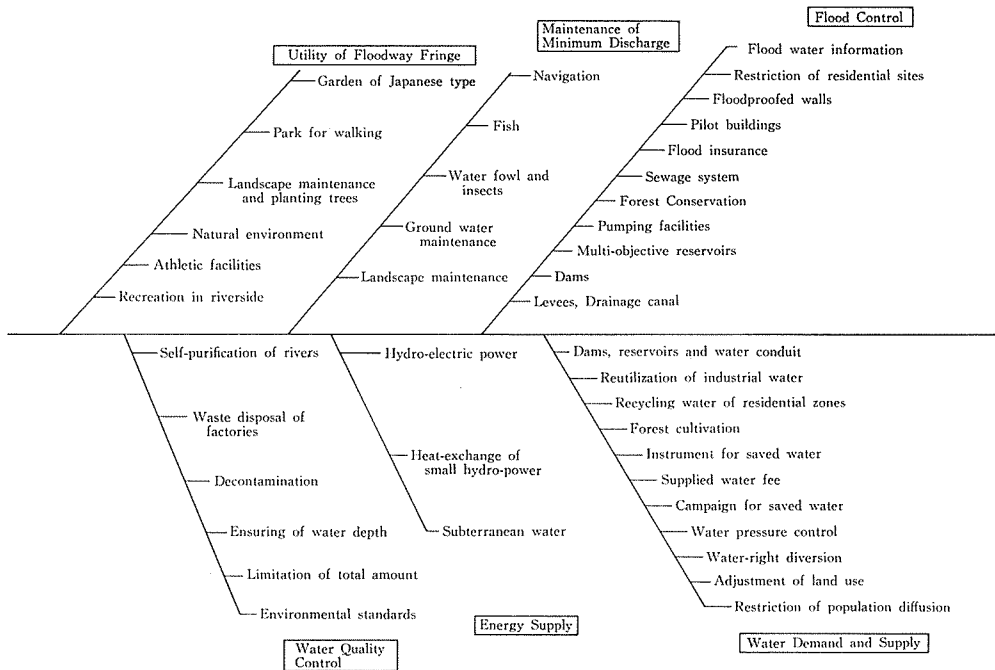 Utility of Floodway Fringe
Garden of Japanese type
Park for walking
Landscape maintenance
and planting trees
Natural environment
Athletic facilities
Recreation in riverside
Maintenance of
Minimum Discharge
Navigation
Fish
Water fowl and
insects
Ground water
maintenance
Landscape maintenance
Flood Control
Flood water information
Restriction of residential sites
Floodproofed walls
Pilot buildings
Flood insurance
Sewage system
Forest Conservation
Pumping facilities
Multi-objective reservoirs
Dams
Levees, Drainage canal
Self-purification of rivers
Waste disposal of
factories
Decontamination
Ensuring of water depth
Limitation of total amount
Environmental standards
Water Quality
Control
Hydro-electric power
Heat-exchange of
small hydro-power
Subterranean water
Energy Supply
Dams, reservoirs and water conduit
Reutilization of industrial water
Recycling water of residential zones
Forest cultivation
Instrument for saved water
Supplied water fee
Campaign for saved water
Water pressure control
Water-right diversion
Adjustment of land use
Restriction of population diffusion
Water Demand and Supply